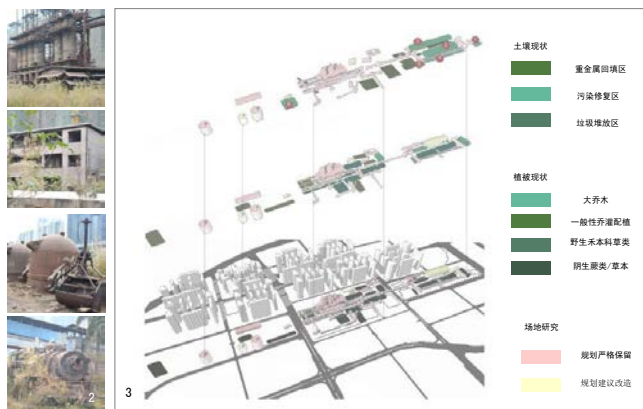 土壤现状
重金属回填区
污染修复区
垃圾堆放区
植被现状
大乔木
一般性乔灌配植
野生禾本科草类
阴生蕨类/草本
场地研究
规划严格保留
规划建议改造
2
3